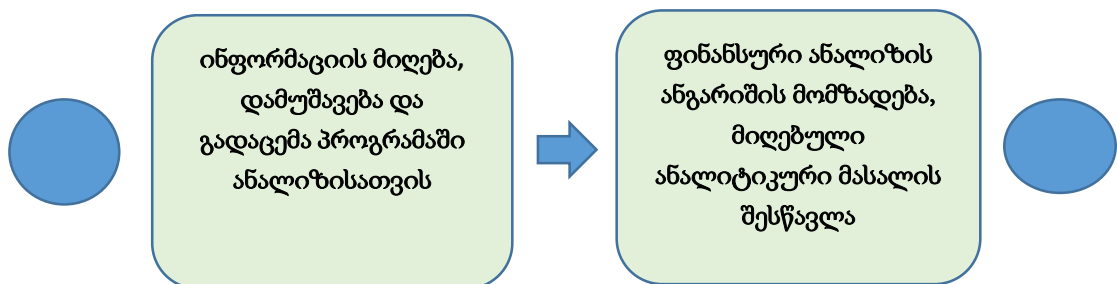 ინფორმაციის მიღება,
დამუშავება და
გადაცემა პროგრამაში
ანალიზისათვის
ფინანსური ანალიზის
ანგარიშის მომზადება,
მიღებული
ანალიტიკური მასალის
შესწავლა